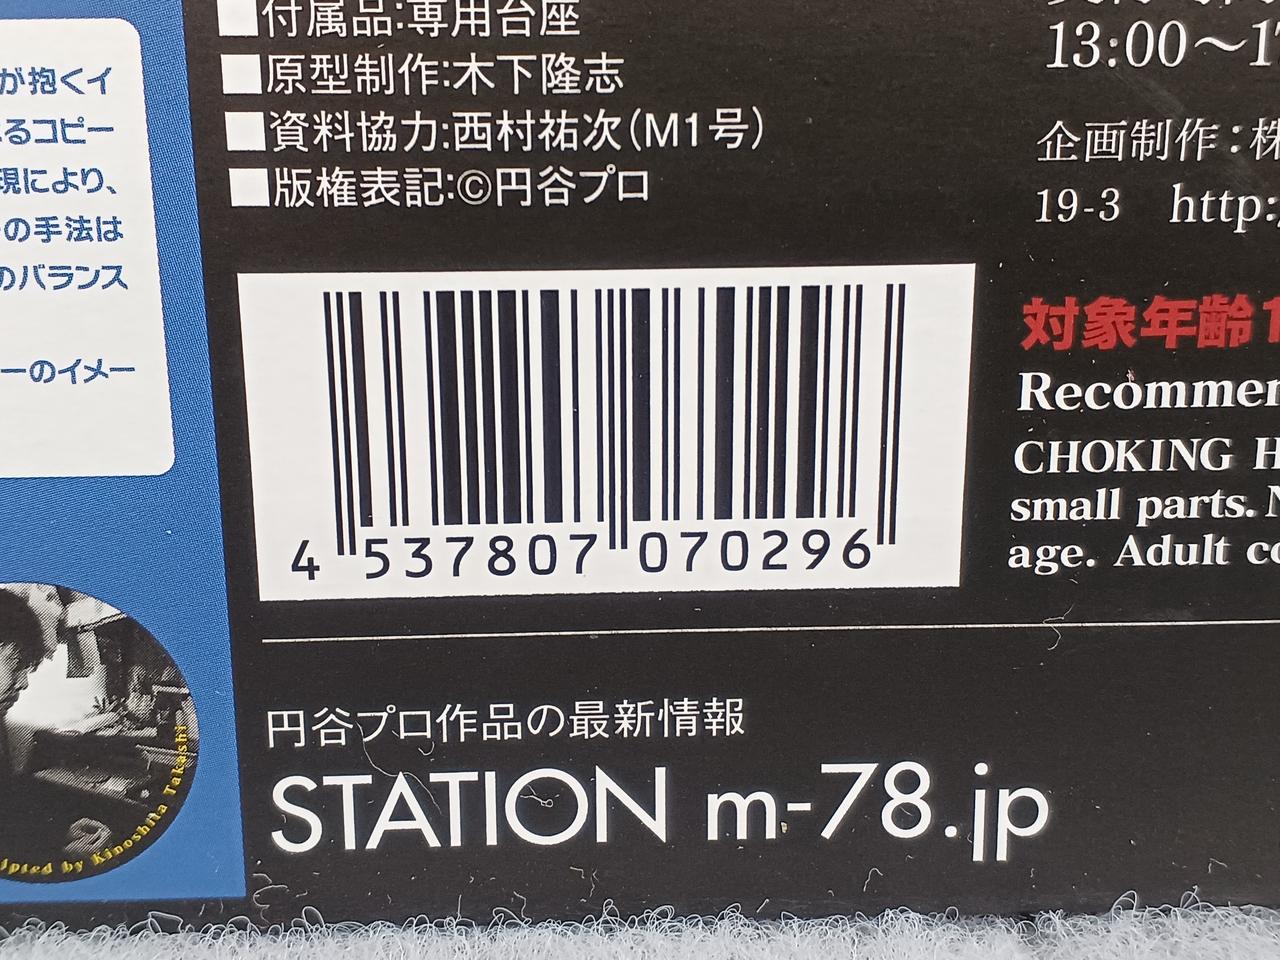 ■付属品:専用台座
■原型制作:木下隆志
■資料協力:西村祐次(M1号)
■版権表記:©円谷プロ
が抱くイ
るコピー
現により、
の手法は
のバランス
ーのイメー
13:00〜1
企画制作:株
19-3 http:
対象年齢1
Recommen
CHOKING H
small parts. N
age. Adult co
4 537807 070296
円谷プロ作品の最新情報
STATION m-78.jp
lpted by Kinoshita Takashi